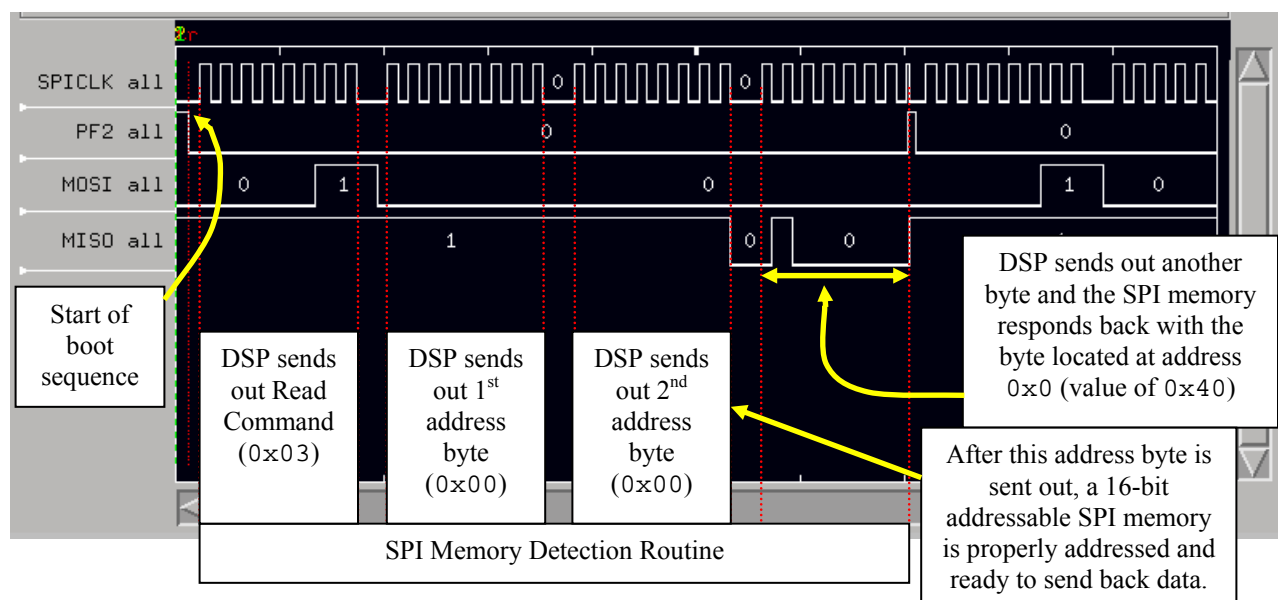 SPICLK all
0
0
PF2 all
0
0
MOSI all
0
1
0
1
0
MISO all
1
0
0
Start of
boot
sequence
DSP sends
out Read
Command
(0x03)
DSP sends
out 1st
address
byte
(0x00)
DSP sends
out 2nd
address
byte
(0x00)
DSP sends out another
byte and the SPI memory
responds back with the
byte located at address
0x0 (value of 0x40)
After this address byte is
sent out, a 16-bit
addressable SPI memory
is properly addressed and
ready to send back data.
SPI Memory Detection Routine